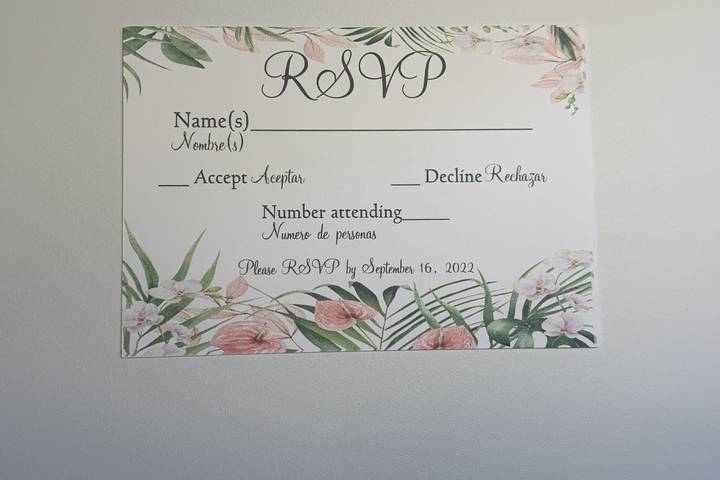 RSVP
Name(s)
Nombre(s)
Accept Aceptar Decline Rechazar
Number attending
Numero de personas
Please RSVP by September 16, 2022